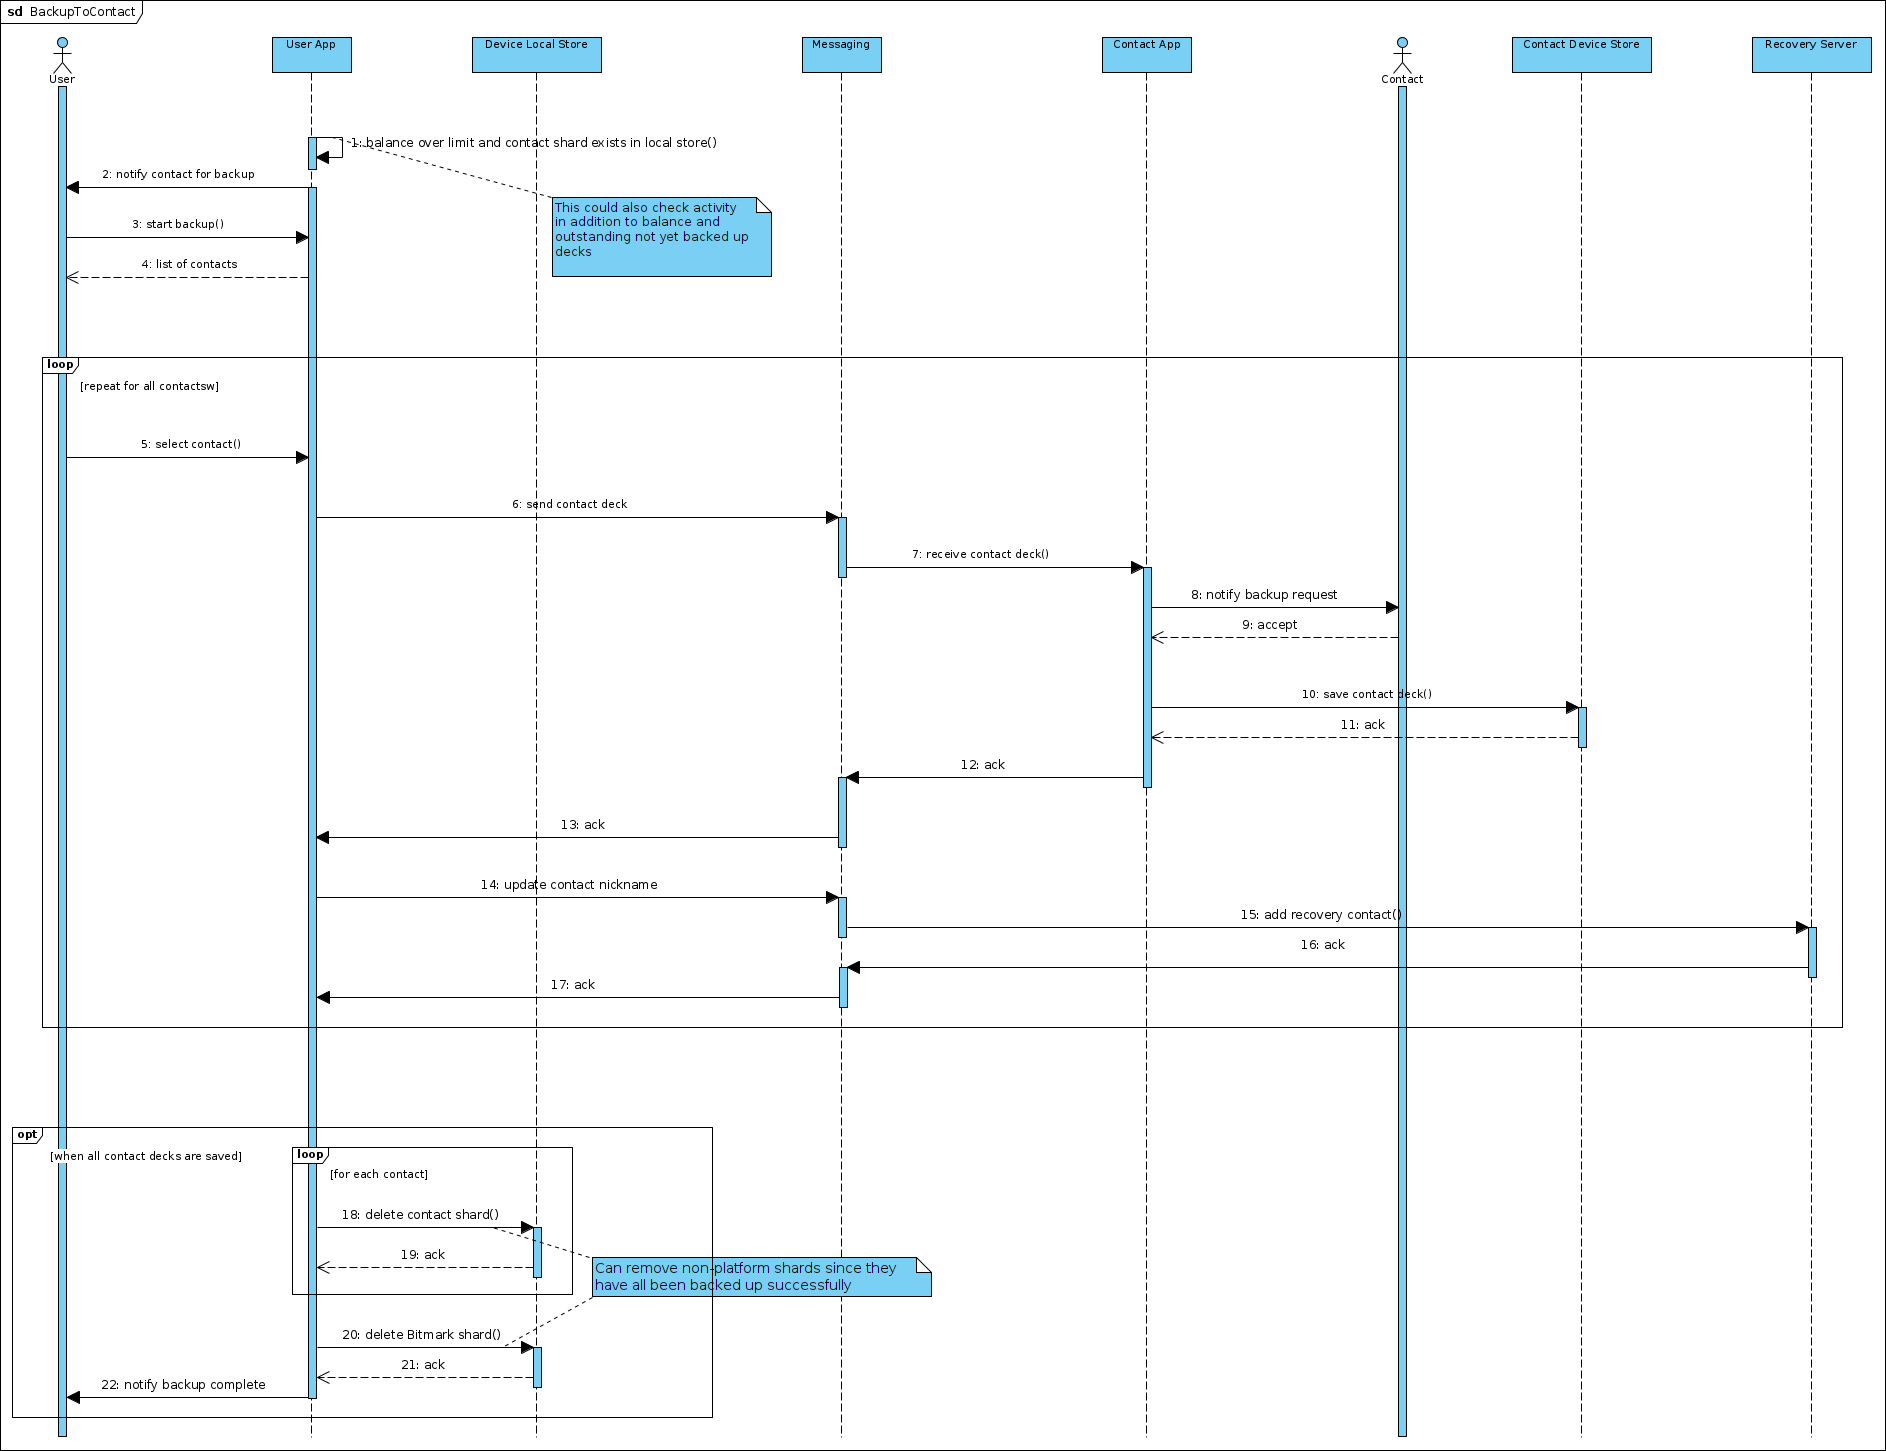 sd BackupToContact
User
User App
Device Local Store
Messaging
Contact App
Contact
Contact Device Store
Recovery Server
1: balance over limit and contact shard exists in local store()
2: notify contact for backup
This could also check activity
in addition to balance and
outstanding not yet backed up
decks
3: start backup()
4: list of contacts
loop
[repeat for all contactsw]
5: select contact()
6: send contact deck
7: receive contact deck()
8: notify backup request
9: accept
10: save contact deck()
11: ack
12: ack
13: ack
14: update contact nickname
15: add recovery contact()
16: ack
17: ack
opt
[when all contact decks are saved]
loop
[for each contact]
18: delete contact shard()
19: ack
Can remove non-platform shards since they
have all been backed up successfully
20: delete Bitmark shard()
21: ack
22: notify backup complete